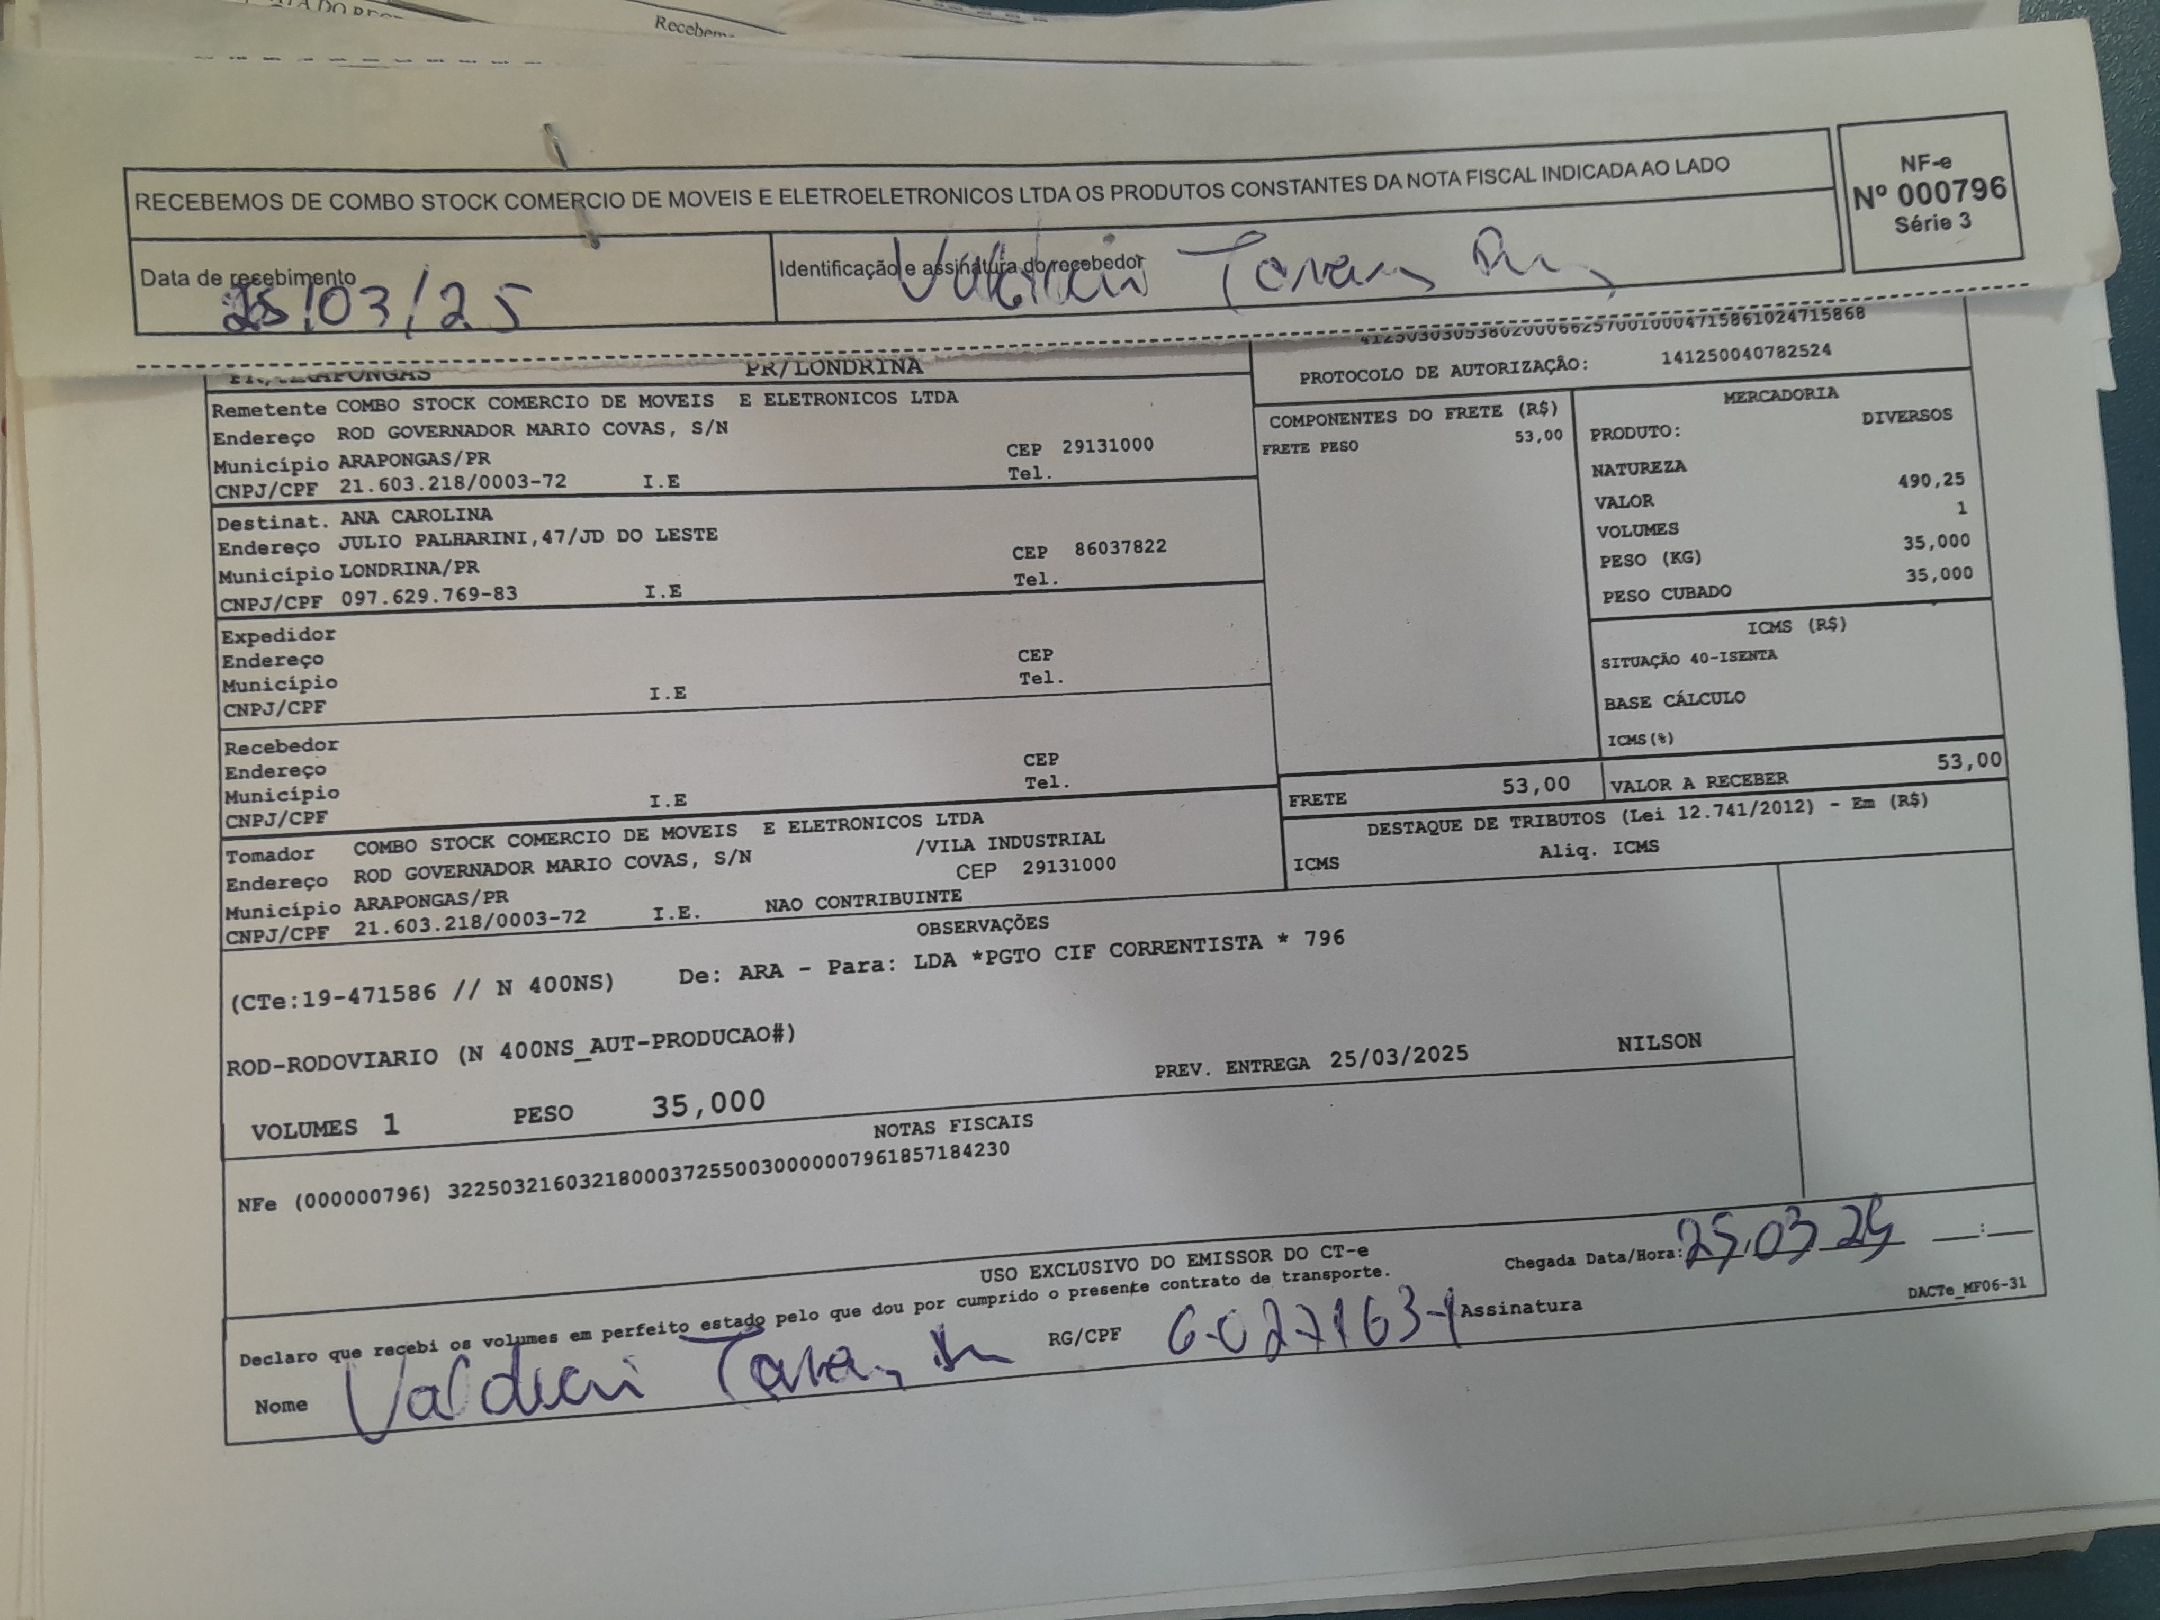 Recebem
RECEBEMOS DE COMBO STOCK COMERCIO DE MOVEIS E ELETROELETRONICOS LTDA OS PRODUTOS CONSTANTES DA NOTA FISCAL INDICADA AO LADO
NF-e
Nº 000796
Série 3
Data de recebimento
25/03/25
Identificação e assinatura do recebedor
PR/LONDRINA
PROTOCOLO DE AUTORIZAÇÃO: 141250040782524
Remetente COMBO STOCK COMERCIO DE MOVEIS E ELETRONICOS LTDA
Endereço ROD GOVERNADOR MARIO COVAS, S/N
Município ARAPONGAS/PR CEP 29131000
CNPJ/CPF 21.603.218/0003-72 I.E Tel.
Destinat. ANA CAROLINA
Endereço JULIO PALHARINI,47/JD DO LESTE
Município LONDRINA/PR CEP 86037822
CNPJ/CPF 097.629.769-83 I.E Tel.
Expedidor
Endereço
Município CEP
CNPJ/CPF I.E Tel.
Recebedor
Endereço
Município CEP
CNPJ/CPF I.E Tel.
Tomador COMBO STOCK COMERCIO DE MOVEIS E ELETRONICOS LTDA
Endereço ROD GOVERNADOR MARIO COVAS, S/N /VILA INDUSTRIAL
Município ARAPONGAS/PR CEP 29131000
CNPJ/CPF 21.603.218/0003-72 I.E. NAO CONTRIBUINTE
COMPONENTES DO FRETE (R$)
FRETE PESO 53,00
MERCADORIA
PRODUTO: DIVERSOS
NATUREZA
VALOR 490,25
VOLUMES 1
PESO (KG) 35,000
PESO CUBADO 35,000
ICMS (R$)
SITUAÇÃO 40-ISENTA
BASE CÁLCULO
ICMS(%)
FRETE 53,00 VALOR A RECEBER 53,00
DESTAQUE DE TRIBUTOS (Lei 12.741/2012) - Em (R$)
ICMS Aliq. ICMS
OBSERVAÇÕES
(CTe:19-471586 // N 400NS) De: ARA - Para: LDA *PGTO CIF CORRENTISTA * 796
ROD-RODOVIARIO (N 400NS_AUT-PRODUCAO#)
PREV. ENTREGA 25/03/2025 NILSON
VOLUMES 1 PESO 35,000
NOTAS FISCAIS
NFe (000000796) 32250321603218000372550030000007961857184230
USO EXCLUSIVO DO EMISSOR DO CT-e
Declaro que recebi os volumes em perfeito estado pelo que dou por cumprido o presente contrato de transporte.
Chegada Data/Hora: 25.03 25 __:__
Nome Valdecir
RG/CPF 6027163-1 Assinatura
DACTe_MF06-31